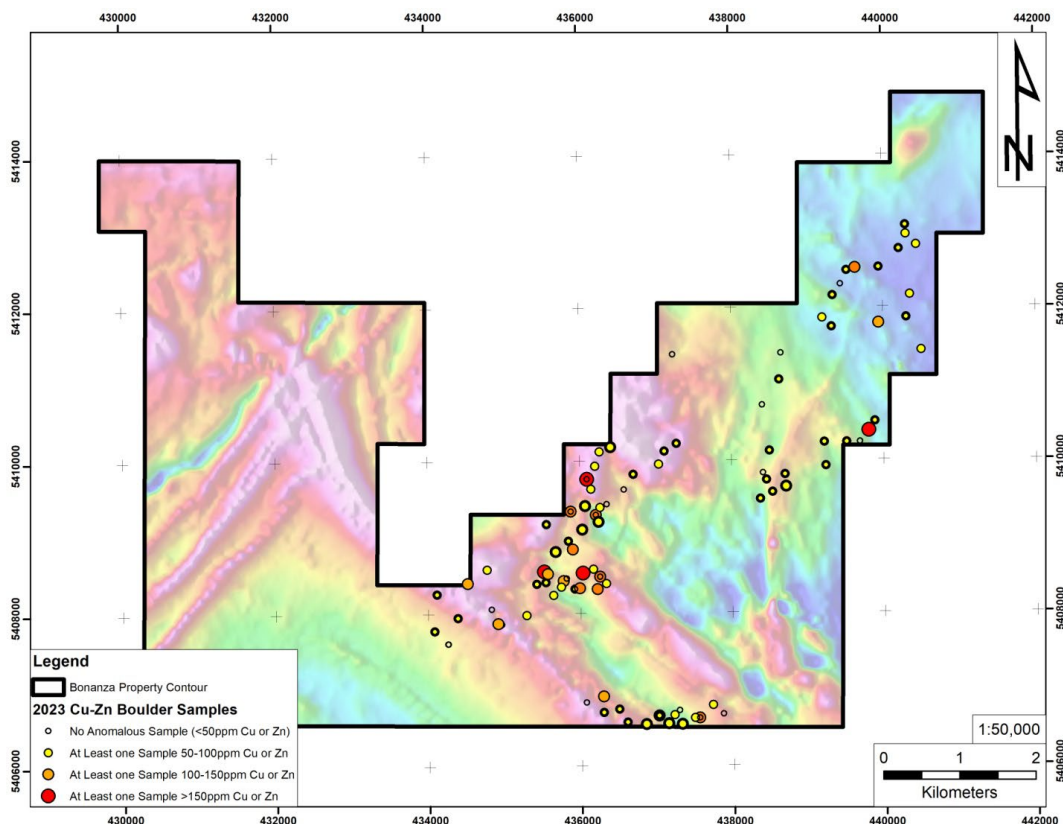 430000 432000 434000 436000 438000 440000 442000
5414000 5414000
5412000 5412000
5410000 5410000
5408000 5408000
5406000 5406000
N
Legend
Bonanza Property Contour
2023 Cu-Zn Boulder Samples
No Anomalous Sample (<50ppm Cu or Zn)
At Least one Sample 50-100ppm Cu or Zn
At Least one Sample 100-150ppm Cu or Zn
At Least one Sample >150ppm Cu or Zn
1:50,000
0 1 2
Kilometers
430000 432000 434000 436000 438000 440000 442000